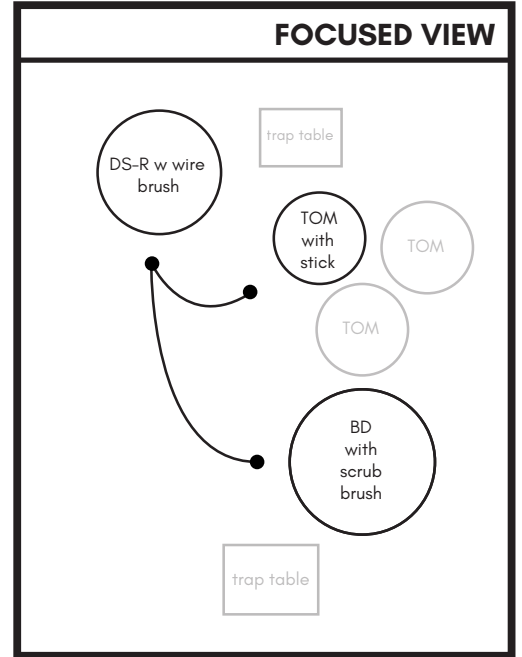 FOCUSED VIEW
trap table
DS-R w wire
brush
TOM
with
stick
TOM
TOM
BD
with
scrub
brush
trap table